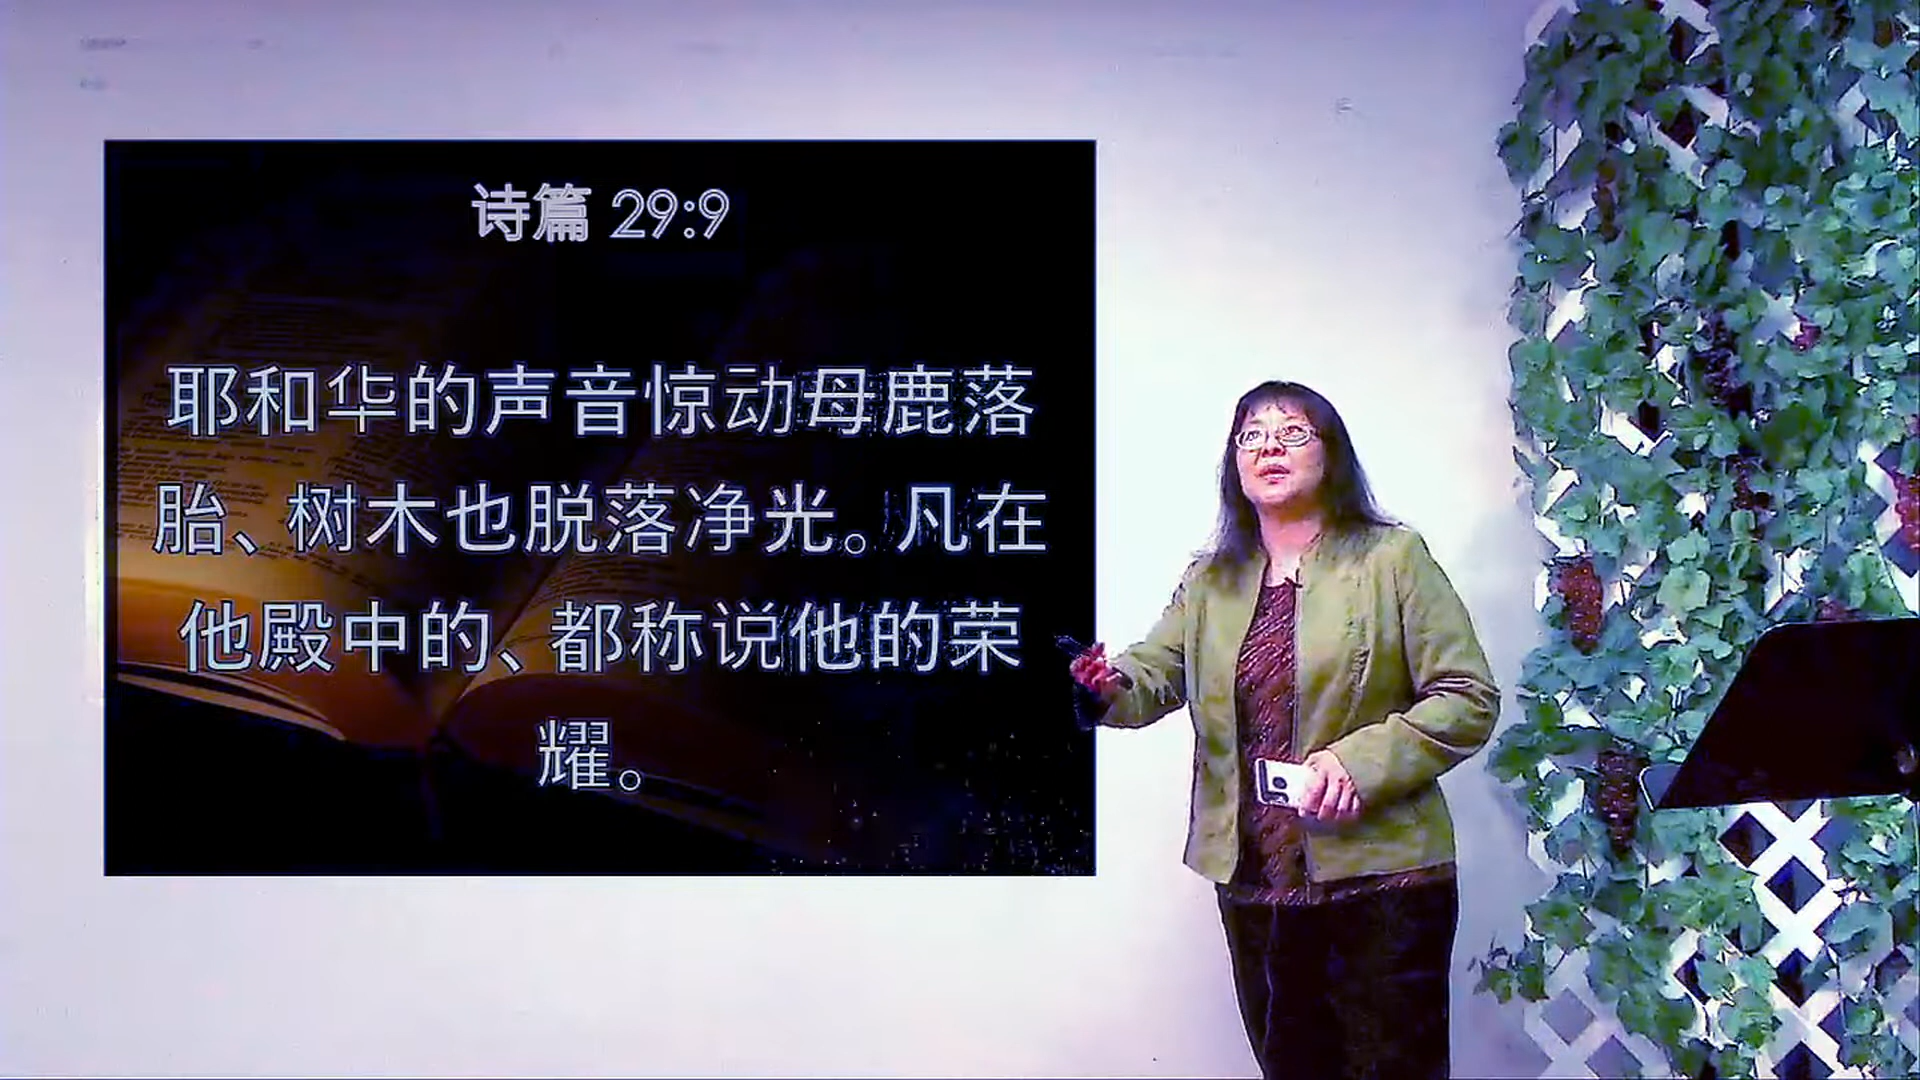 诗篇 29:9
耶和华的声音惊动母鹿落
胎、树木也脱落净光。凡在
他殿中的、都称说他的荣
耀。